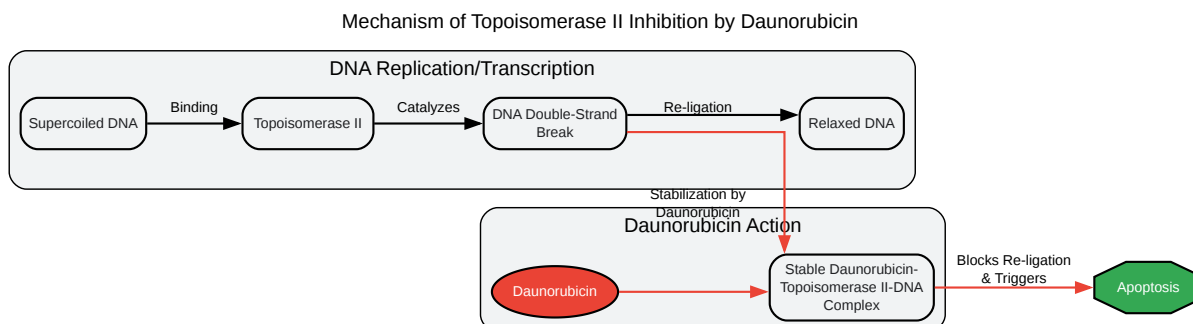 Mechanism of Topoisomerase II Inhibition by Daunorubicin
DNA Replication/Transcription
Supercoiled DNA
Binding
Topoisomerase II
Catalyzes
DNA Double-Strand
Break
Re-ligation
Relaxed DNA
Stabilization by
Daunorubicin
Daunorubicin Action
Daunorubicin
Stable Daunorubicin-
Topoisomerase II-DNA
Complex
Blocks Re-ligation
& Triggers
Apoptosis